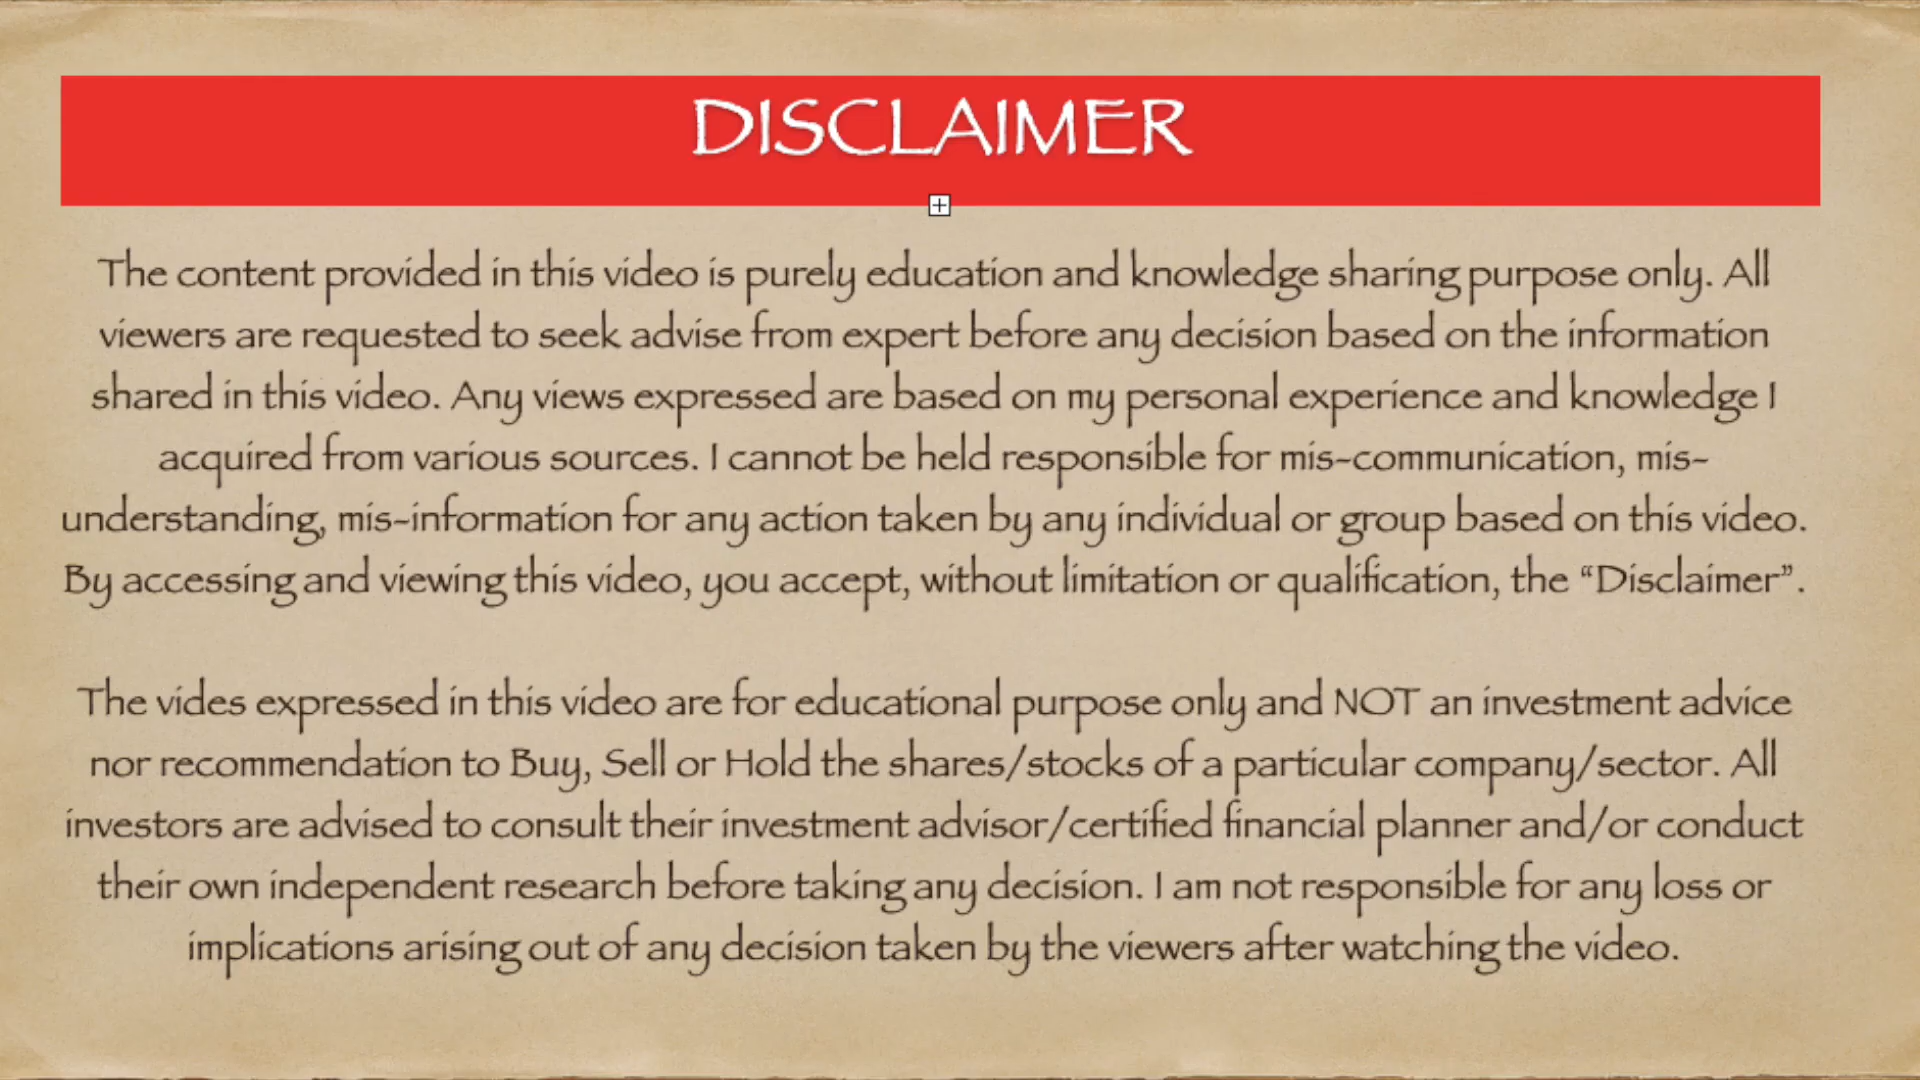 DISCLAIMER
The content provided in this video is purely education and knowledge sharing purpose only. All
viewers are requested to seek advise from expert before any decision based on the information
shared in this video. Any views expressed are based on my personal experience and knowledge I
acquired from various sources. I cannot be held responsible for mis-communication, mis-
understanding, mis-information for any action taken by any individual or group based on this video.
By accessing and viewing this video, you accept, without limitation or qualification, the “Disclaimer”.
The vides expressed in this video are for educational purpose only and NOT an investment advice
nor recommendation to Buy, Sell or Hold the shares/stocks of a particular company/sector. All
investors are advised to consult their investment advisor/certified financial planner and/or conduct
their own independent research before taking any decision. I am not responsible for any loss or
implications arising out of any decision taken by the viewers after watching the video.